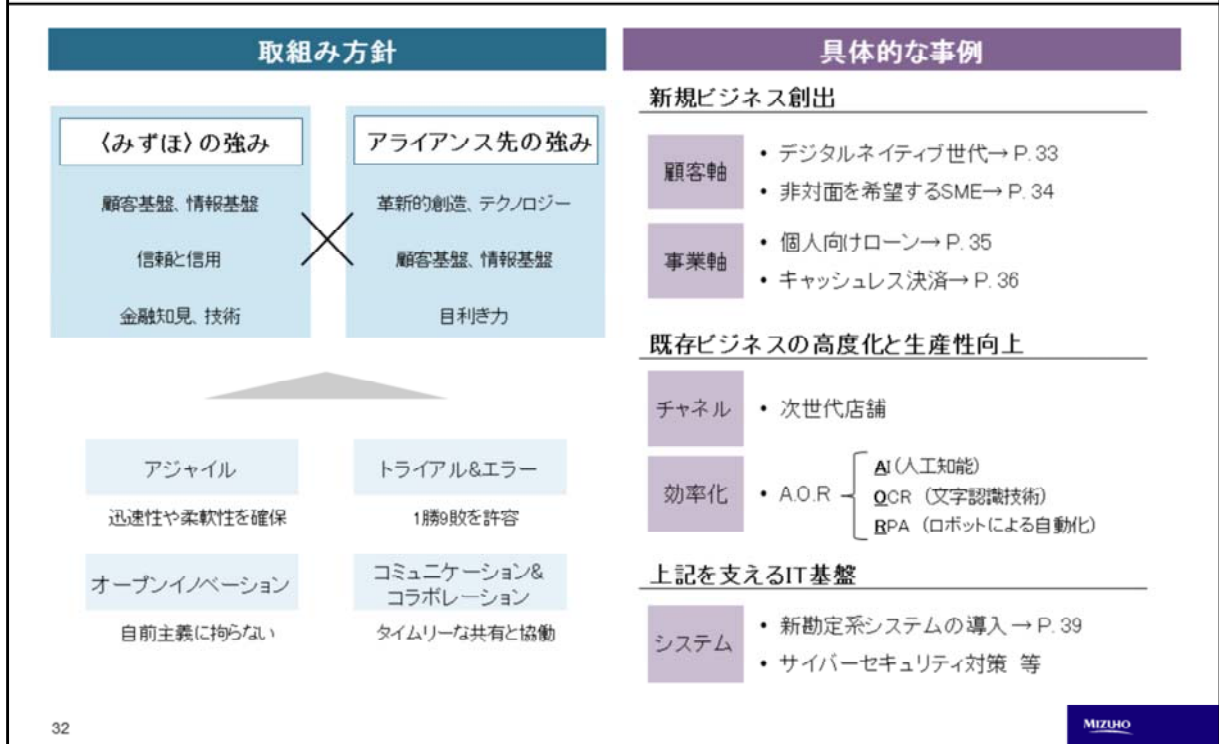 取組み方針
〈みずほ〉の強み
顧客基盤、情報基盤
信頼と信用
金融知見、技術
アライアンス先の強み
革新的創造、テクノロジー
顧客基盤、情報基盤
目利き力
アジャイル
迅速性や柔軟性を確保
トライアル&エラー
1勝9敗を許容
オープンイノベーション
自前主義に拘らない
コミュニケーション&
コラボレーション
タイムリーな共有と協働
具体的な事例
新規ビジネス創出
顧客軸
• デジタルネイティブ世代→ P. 33
• 非対面を希望するSME→ P. 34
事業軸
• 個人向けローン→ P. 35
• キャッシュレス決済→ P. 36
既存ビジネスの高度化と生産性向上
チャネル
• 次世代店舗
効率化
• A.O.R
AI(人工知能)
OCR (文字認識技術)
RPA (ロボットによる自動化)
上記を支えるIT基盤
システム
• 新勘定系システムの導入→ P. 39
• サイバーセキュリティ対策 等
32
MIZUHO